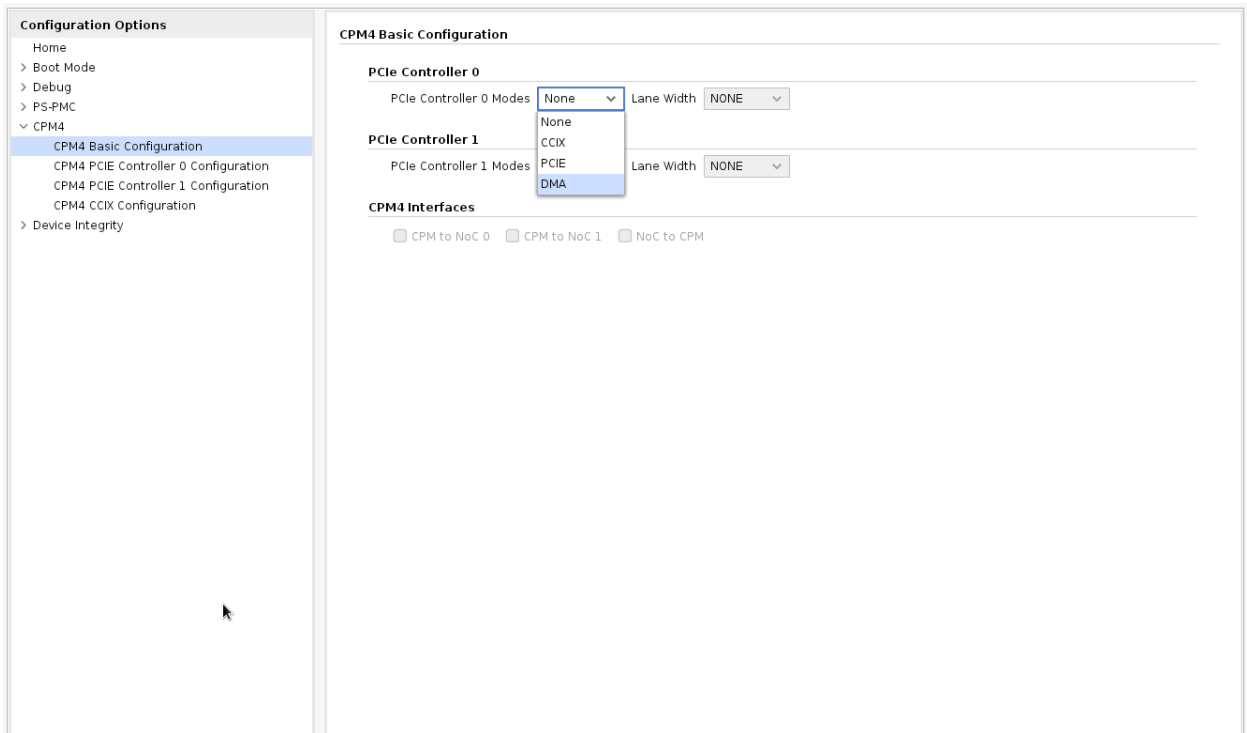 Configuration Options
Home
Boot Mode
Debug
PS-PMC
CPM4
CPM4 Basic Configuration
CPM4 PCIE Controller 0 Configuration
CPM4 PCIE Controller 1 Configuration
CPM4 CCIX Configuration
Device Integrity
CPM4 Basic Configuration
PCIe Controller 0
PCIe Controller 0 Modes None Lane Width NONE
None
CCIX
PCIE
DMA
PCIe Controller 1
PCIe Controller 1 Modes Lane Width NONE
CPM4 Interfaces
CPM to NoC 0 CPM to NoC 1 NoC to CPM